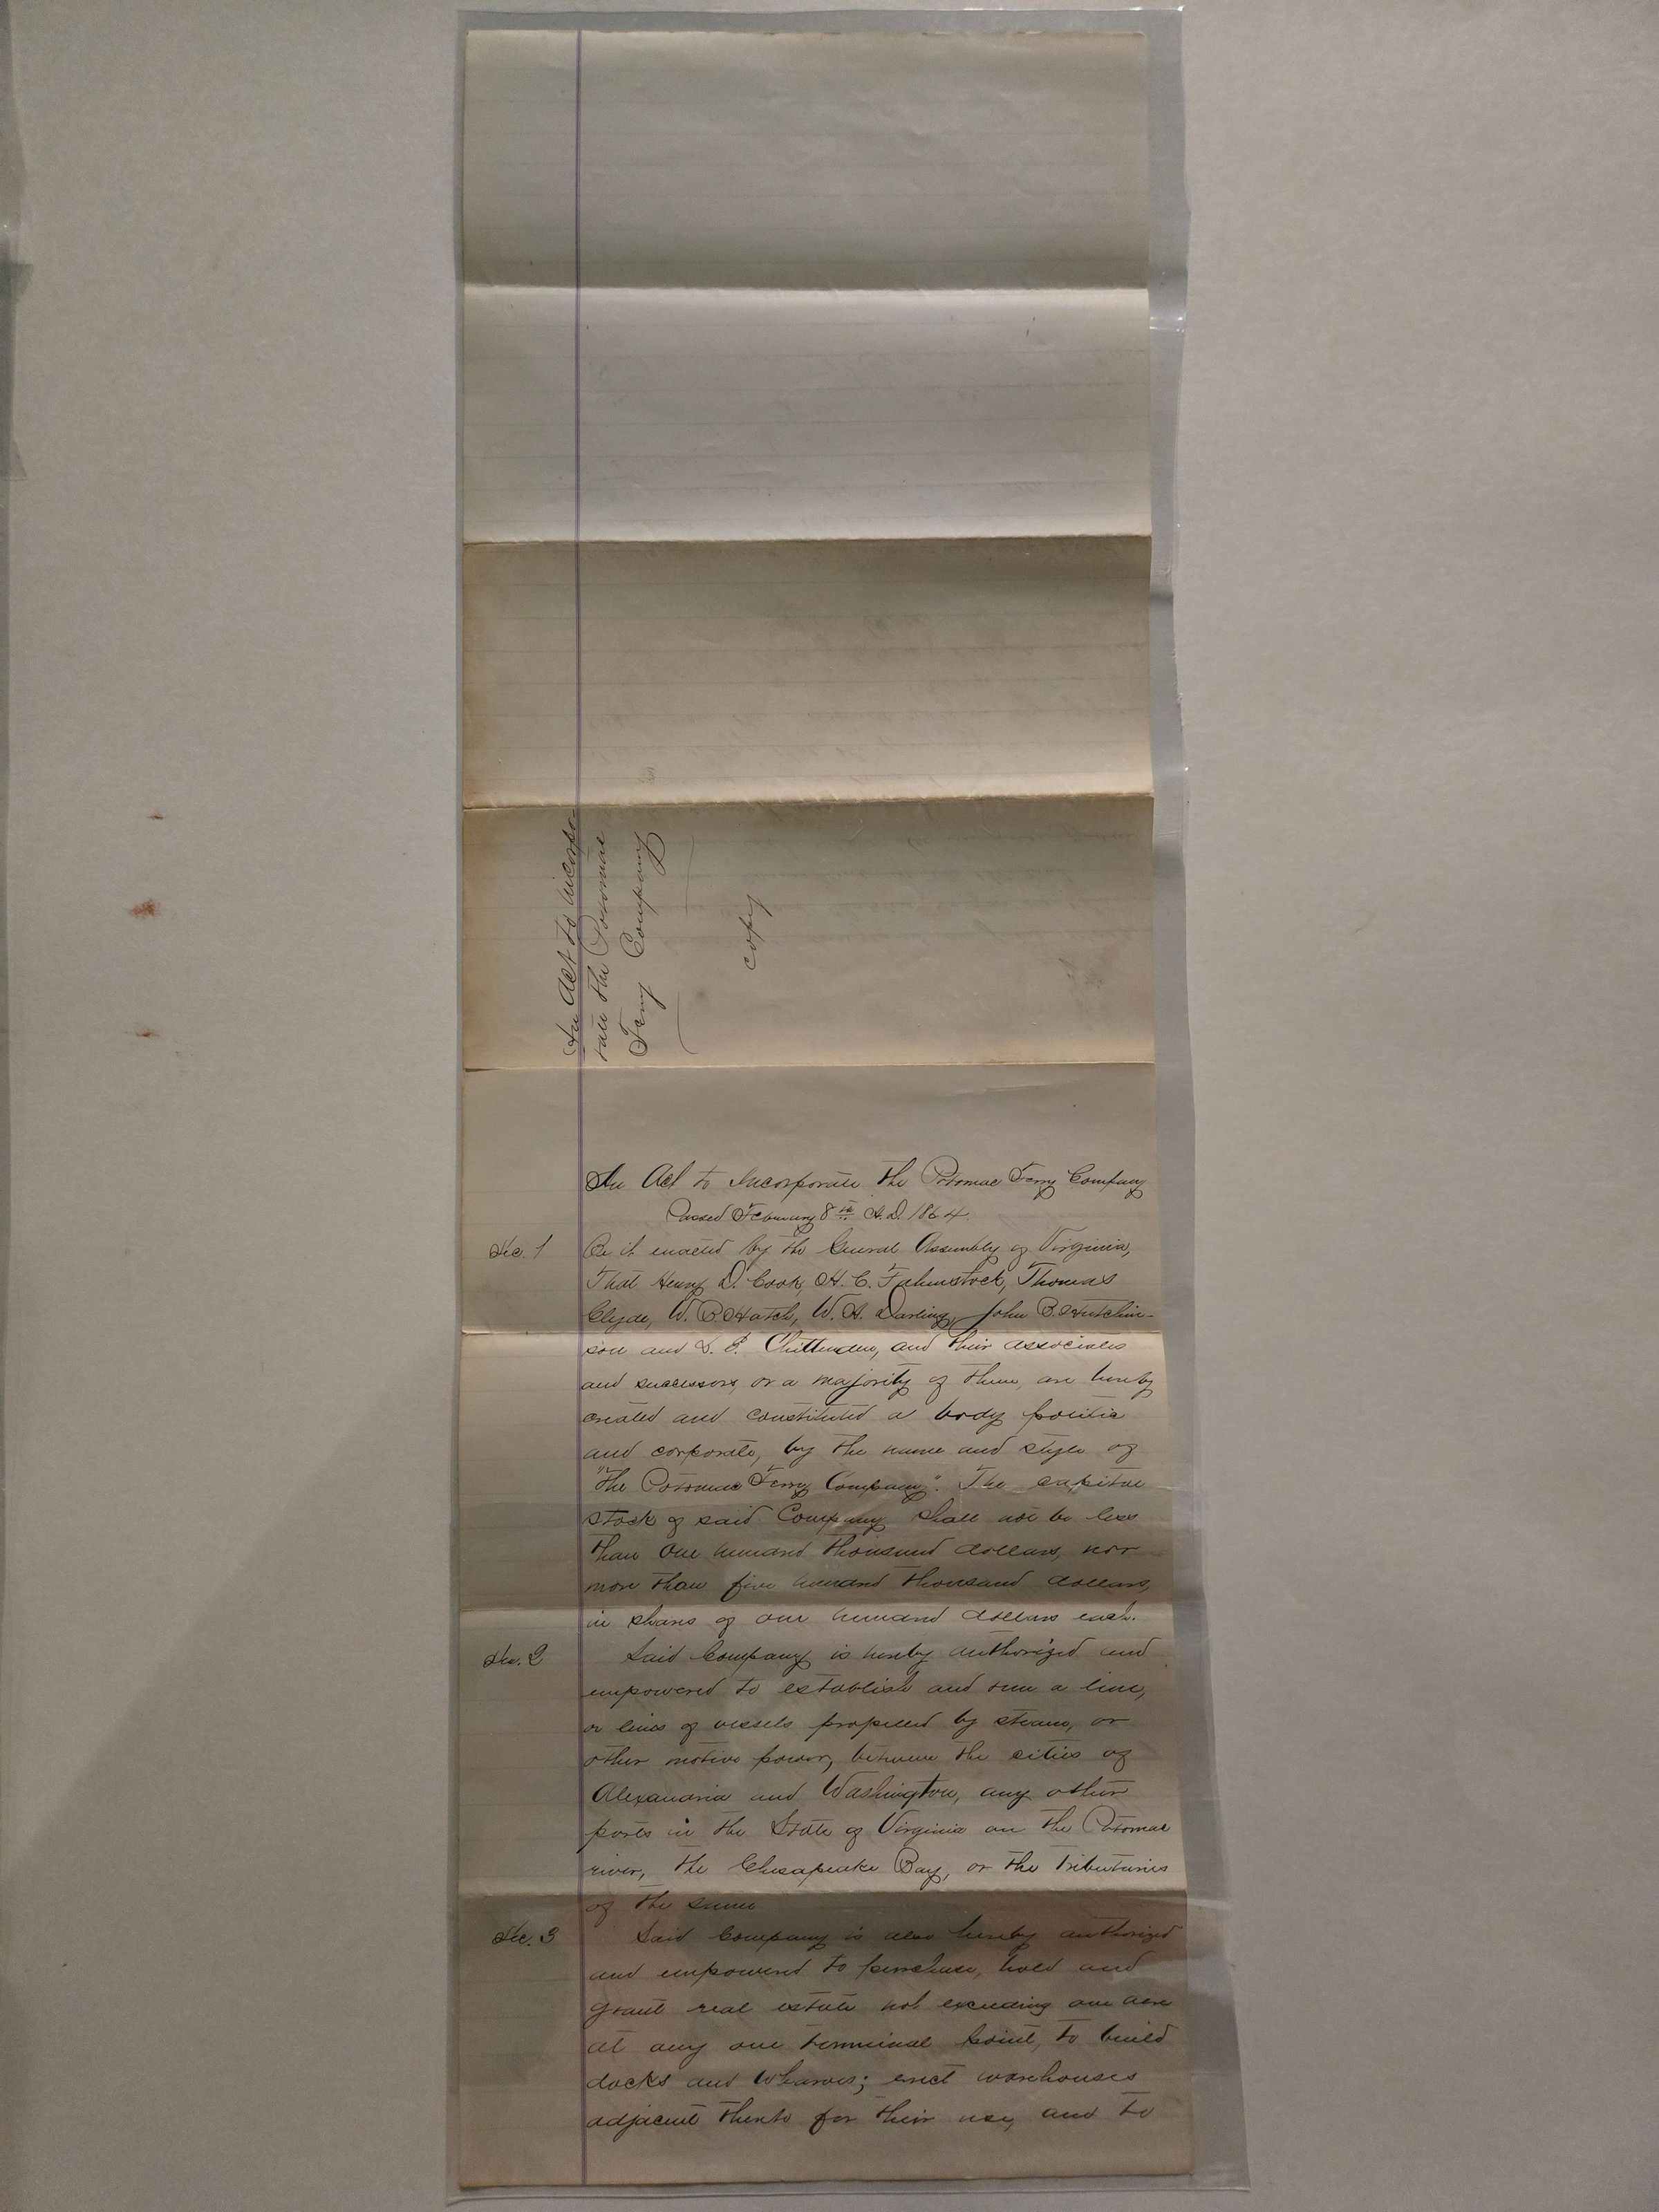 An Act to incorpo-
rate the Potomac
Ferry Company
copy
An Act to Incorporate the Potomac Ferry Company
Passed February 8th A.D. 1864.
Sec. 1 Be it enacted by the General Assembly of Virginia,
That Henry D. Cook, H. C. Fahnstock, Thomas
Clyde, W. B. Hatch, W. A. Darling, John B. Hutchin-
son and L. E. Chittenden, and their associates
and successors, or a majority of them, are hereby
created and constituted a body politic
and corporate, by the name and style of
"The Potomac Ferry Company". The capital
stock of said Company shall not be less
than one hundred thousand dollars, nor
more than five hundred thousand dollars,
in shares of one hundred dollars each.
Sec. 2 Said Company is hereby authorized and
empowered to establish and run a line,
or lines of vessels propelled by steam, or
other motive power, between the cities of
Alexandria and Washington, any other
ports in the State of Virginia on the Potomac
river, the Chesapeake Bay, or the tributaries
of the same
Sec. 3 Said Company is also hereby authorized
and empowered to purchase, hold and
grant real estate not exceeding one acre
at any one terminal point, to build
docks and wharves; erect warehouses
adjacent thereto for their use, and to